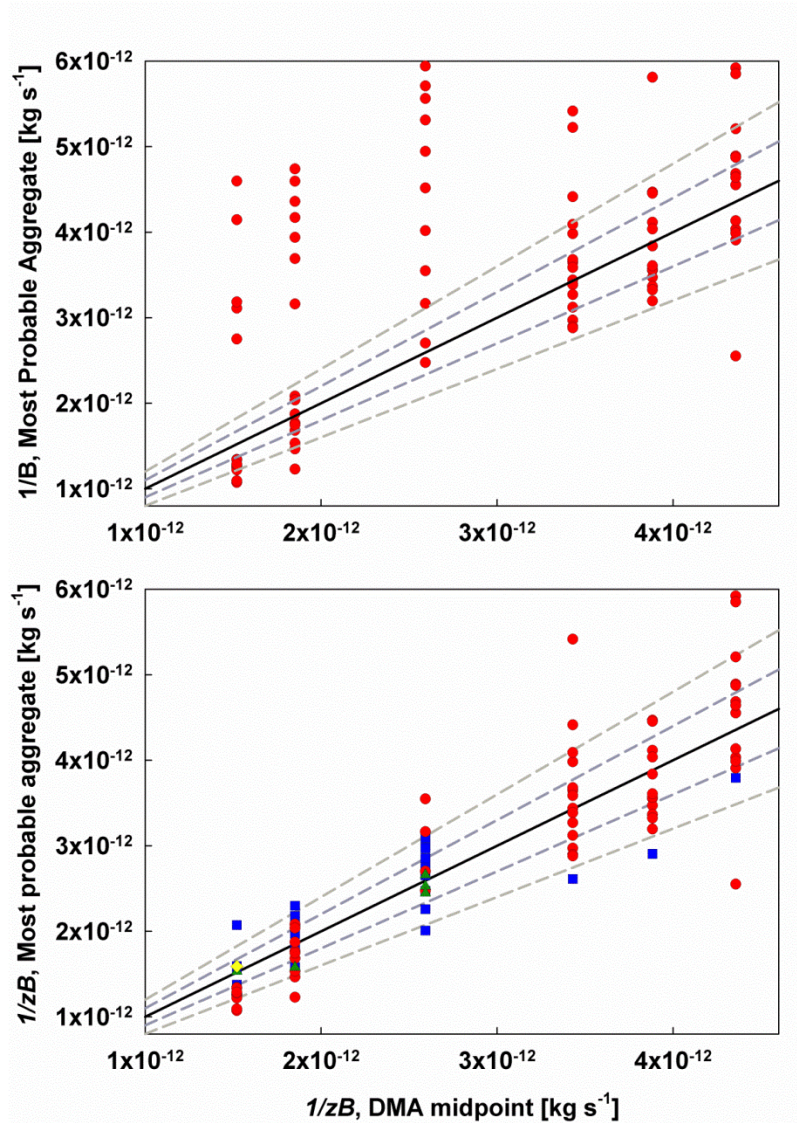 1/B, Most Probable Aggregate [kg s⁻¹]
6x10⁻¹²
5x10⁻¹²
4x10⁻¹²
3x10⁻¹²
2x10⁻¹²
1x10⁻¹²
1x10⁻¹² 2x10⁻¹² 3x10⁻¹² 4x10⁻¹²
1/zB, Most probable aggregate [kg s⁻¹]
6x10⁻¹²
5x10⁻¹²
4x10⁻¹²
3x10⁻¹²
2x10⁻¹²
1x10⁻¹²
1x10⁻¹² 2x10⁻¹² 3x10⁻¹² 4x10⁻¹²
1/zB, DMA midpoint [kg s⁻¹]